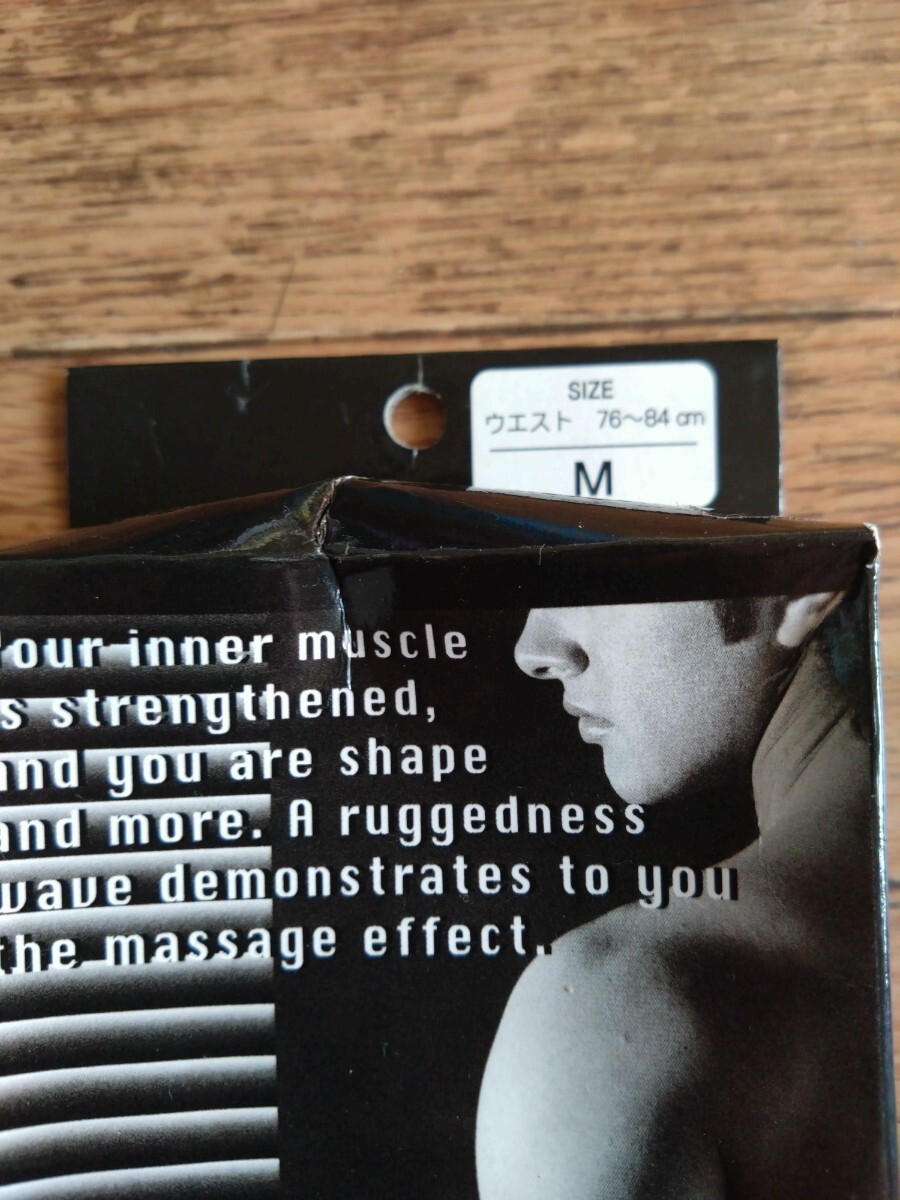 SIZE
ウエスト 76〜84 cm
M
our inner muscle
s strengthened,
and you are shape
and more. A ruggedness
wave demonstrates to you
the massage effect.